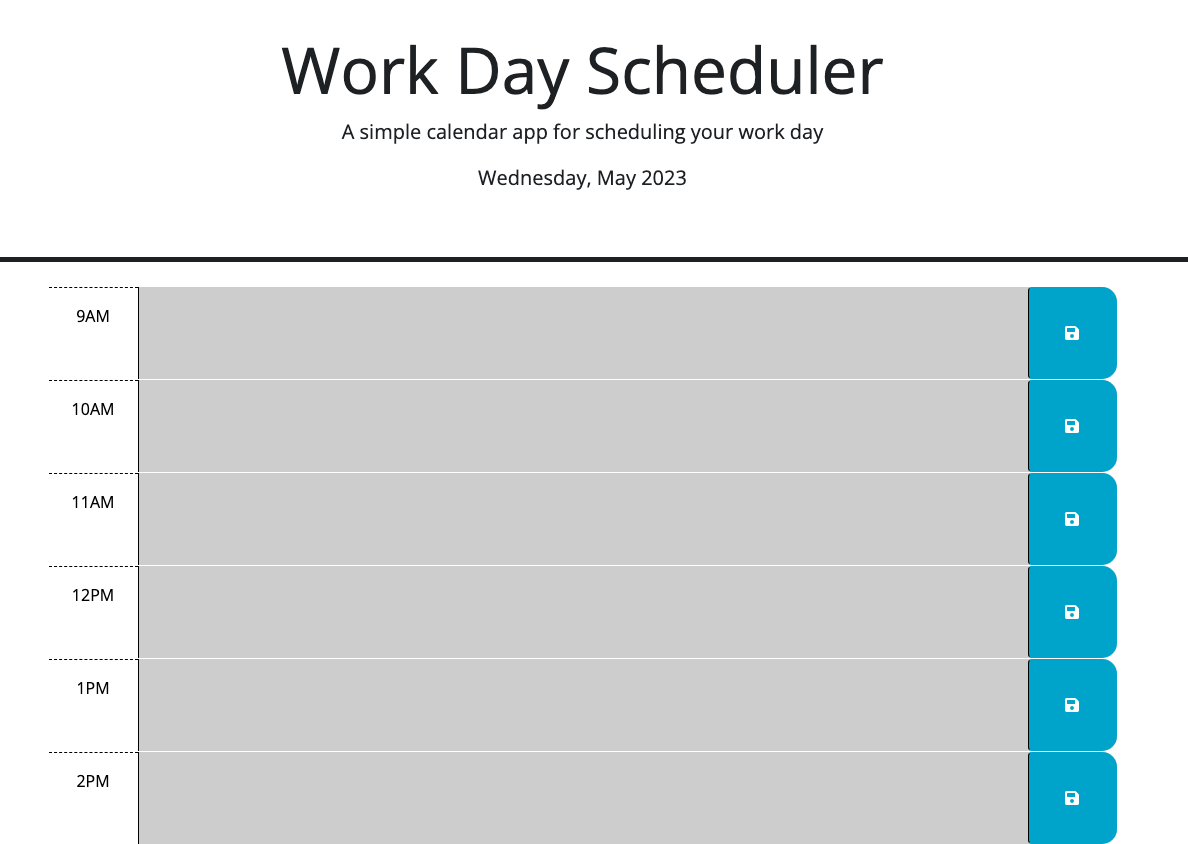 Work Day Scheduler
A simple calendar app for scheduling your work day
Wednesday, May 2023
9AM
10AM
11AM
12PM
1PM
2PM